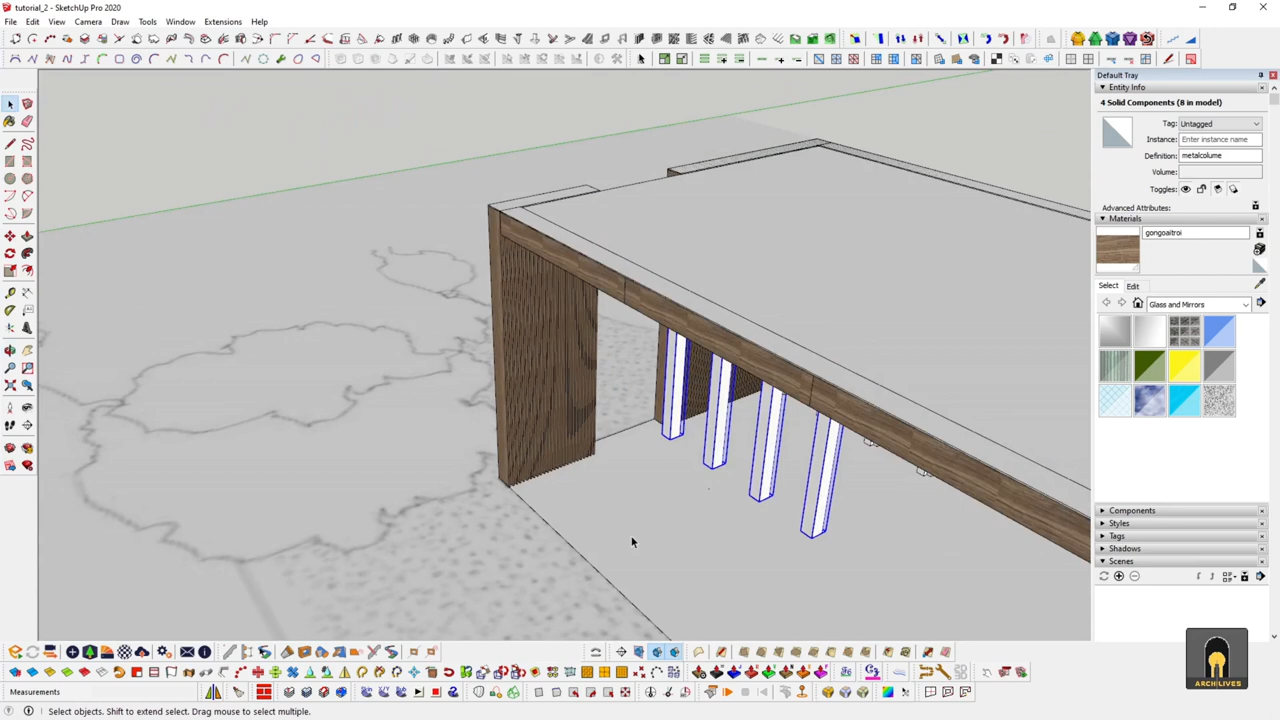 tutorial_2 - SketchUp Pro 2020
File Edit View Camera Draw Tools Window Extensions Help
Default Tray
Entity Info
4 Solid Components (8 in model)
Tag: Untagged
Instance: Enter instance name
Definition: metalcolume
Volume:
Toggles:
Advanced Attributes:
Materials
gongoaitroi
Select Edit
Glass and Mirrors
Components
Styles
Tags
Shadows
Scenes
ARCHILIVES
Measurements
Select objects. Shift to extend select. Drag mouse to select multiple.